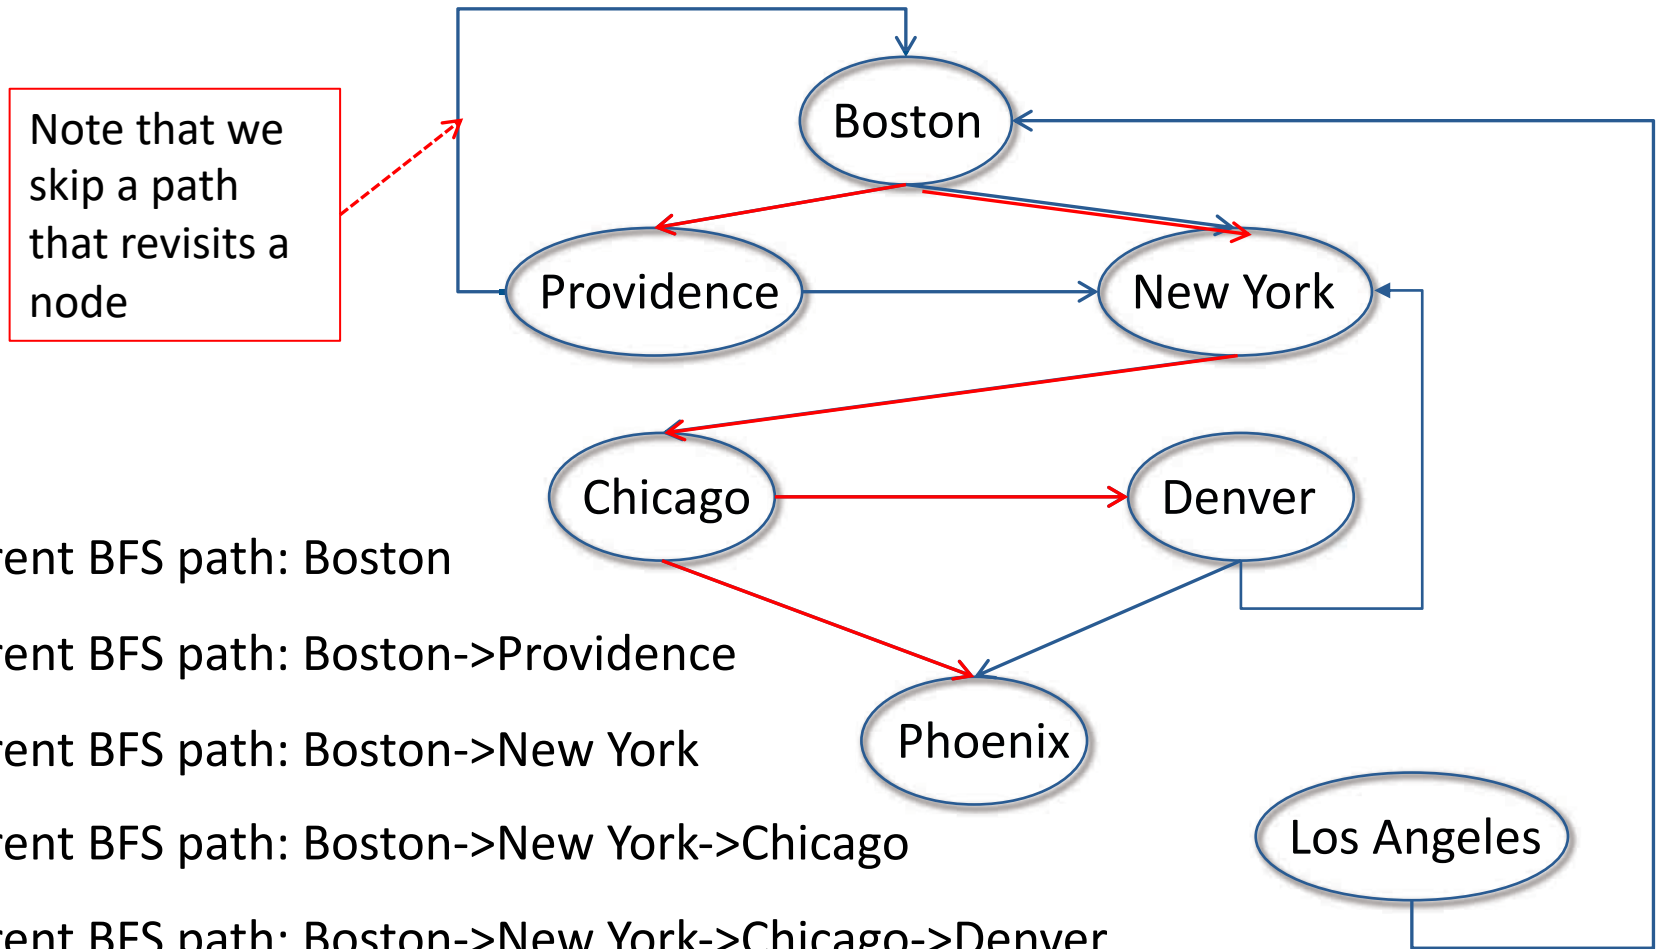 Boston
Note that we
skip a path
that revisits a
node
Providence
New York
Chicago
Denver
rent BFS path: Boston
rent BFS path: Boston->Providence
rent BFS path: Boston->New York
Phoenix
rent BFS path: Boston->New York->Chicago
Los Angeles
rent BFS path: Boston->New York->Chicago->Denver